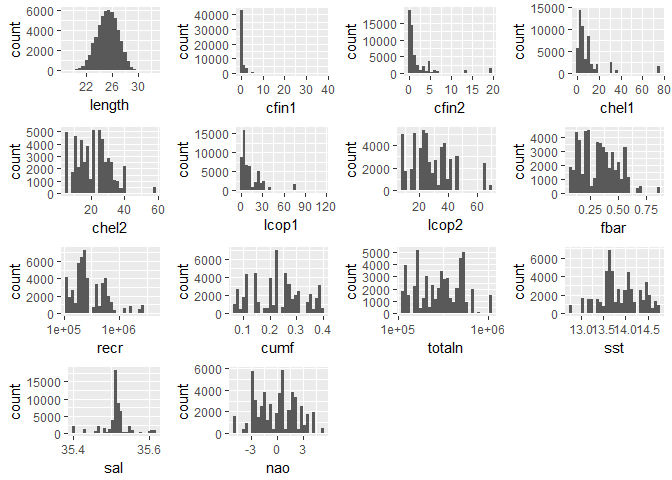 count
6000
4000
2000
0
22 26 30
length
count
40000
30000
20000
10000
0
0 10 20 30 40
cfin1
count
15000
10000
5000
0
0 5 10 15 20
cfin2
count
15000
10000
5000
0
0 20 40 60 80
chel1
count
5000
4000
3000
2000
1000
0
20 40 60
chel2
count
15000
10000
5000
0
0 30 60 90 120
lcop1
count
5000
4000
3000
2000
1000
0
20 40 60
lcop2
count
4000
3000
2000
1000
0
0.25 0.50 0.75
fbar
count
6000
4000
2000
0
1e+05 1e+06
recr
count
6000
4000
2000
0
0.1 0.2 0.3 0.4
cumf
count
5000
4000
3000
2000
1000
0
1e+05 1e+06
totaln
count
6000
4000
2000
0
13.0 13.5 14.0 14.5
sst
count
15000
10000
5000
0
35.4 35.6
sal
count
6000
4000
2000
0
-3 0 3
nao